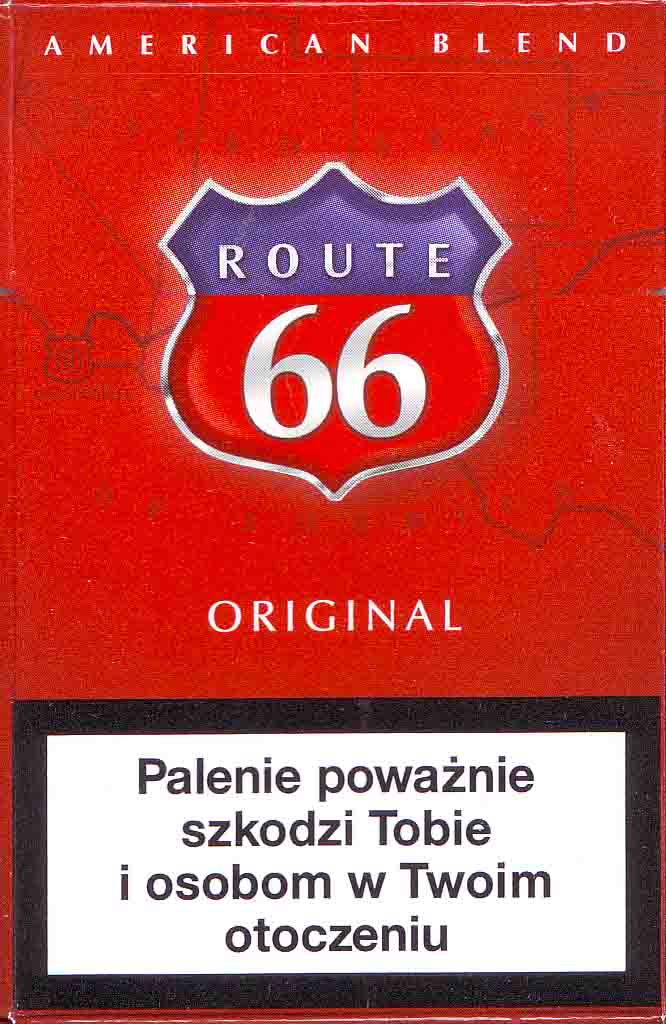 AMERICAN BLEND
ROUTE
66
ORIGINAL
Palenie poważnie
szkodzi Tobie
i osobom w Twoim
otoczeniu